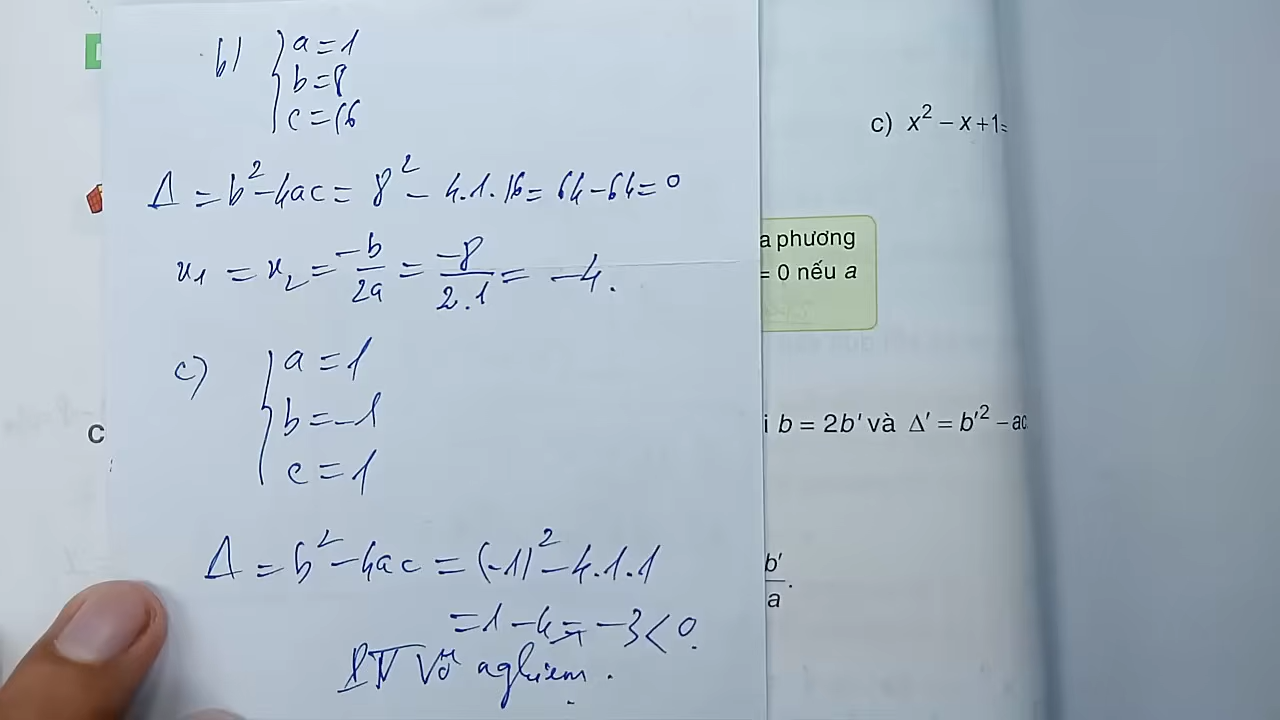 b) { a = 1
b = 8
c = 16
Δ = b² - 4ac = 8² - 4.1.16 = 64 - 64 = 0
x₁ = x₂ = -b/2a = -8/2.1 = -4.
c) { a = 1
b = -1
c = 1
Δ = b² - 4ac = (-1)² - 4.1.1
= 1 - 4 = -3 < 0.
PT Vô nghiệm.
c) x² - x + 1 =
a phương
= 0 nếu a
C
i b = 2b' và Δ' = b'² - ac
b'/a.